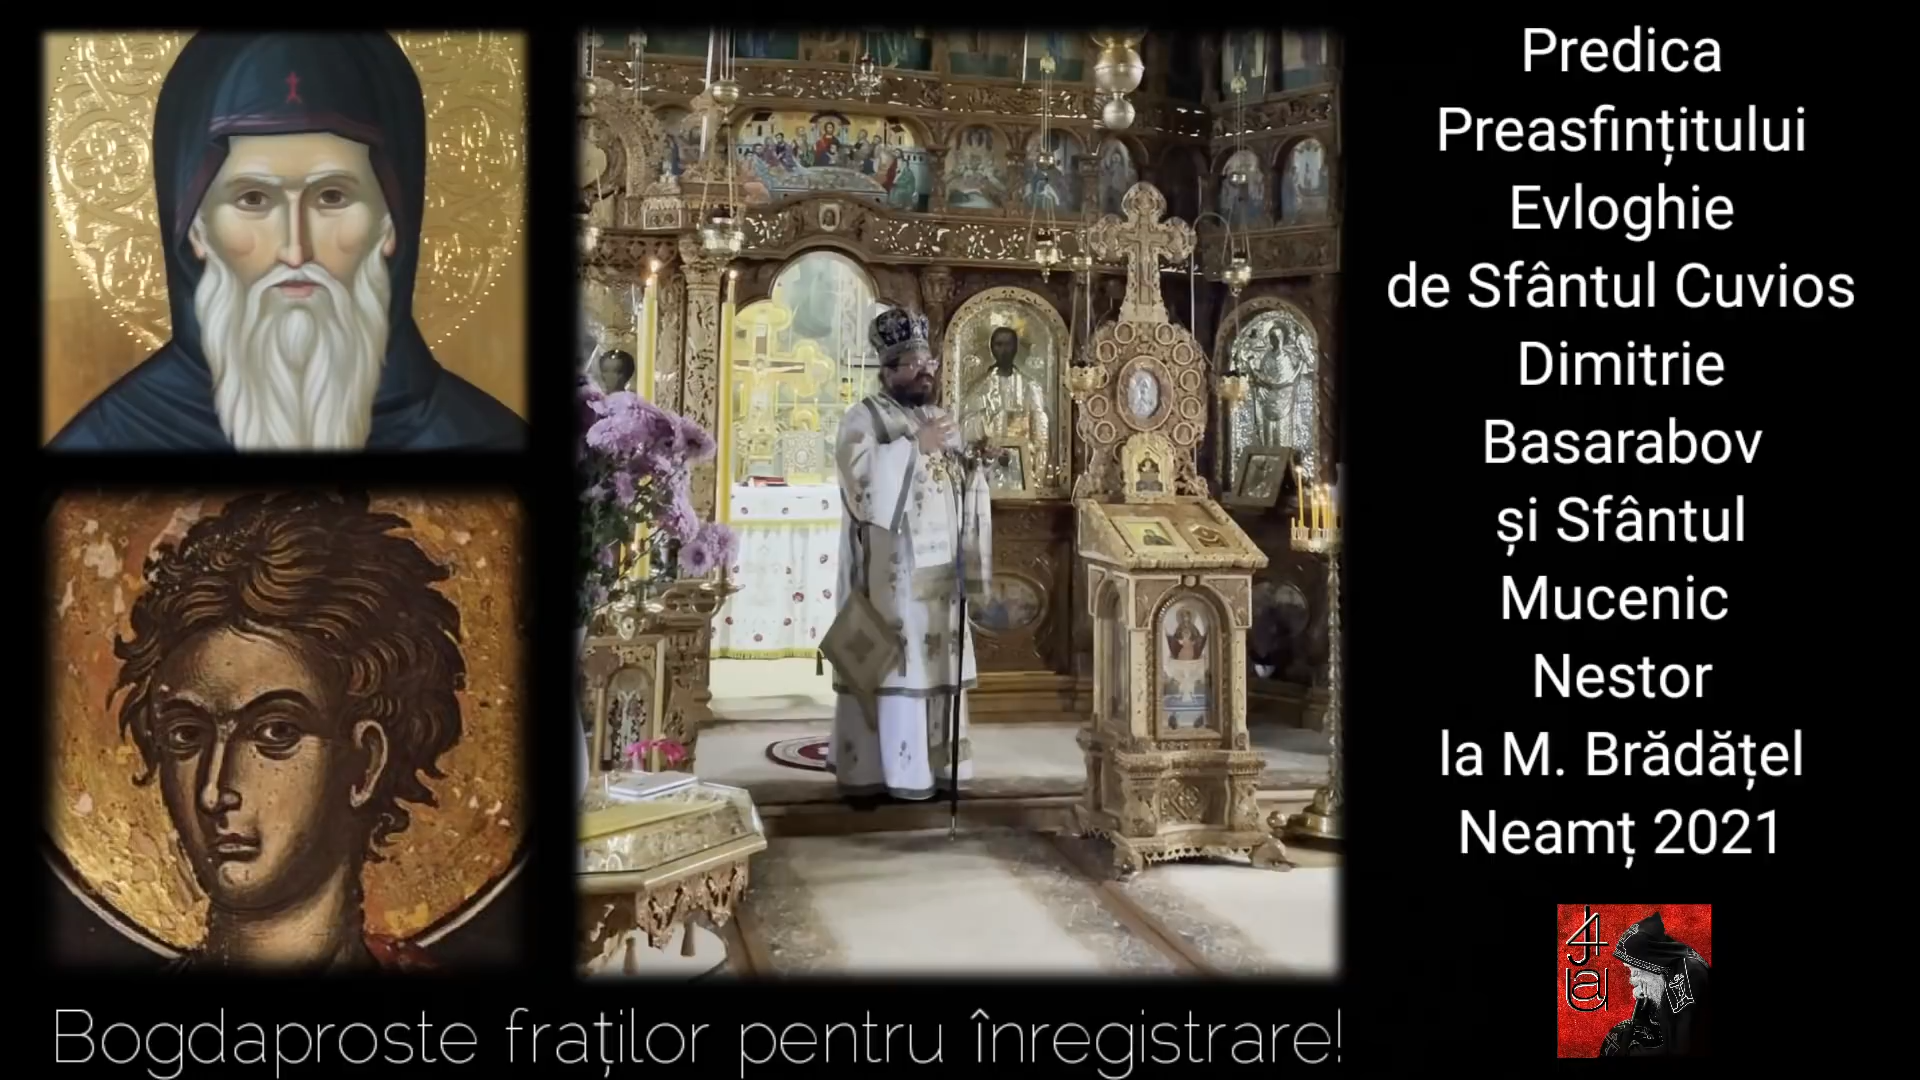 Predica
Preasfințitului
Evloghie
de Sfântul Cuvios
Dimitrie
Basarabov
și Sfântul
Mucenic
Nestor
la M. Brădățel
Neamț 2021
Bogdaproste fraților pentru înregistrare!